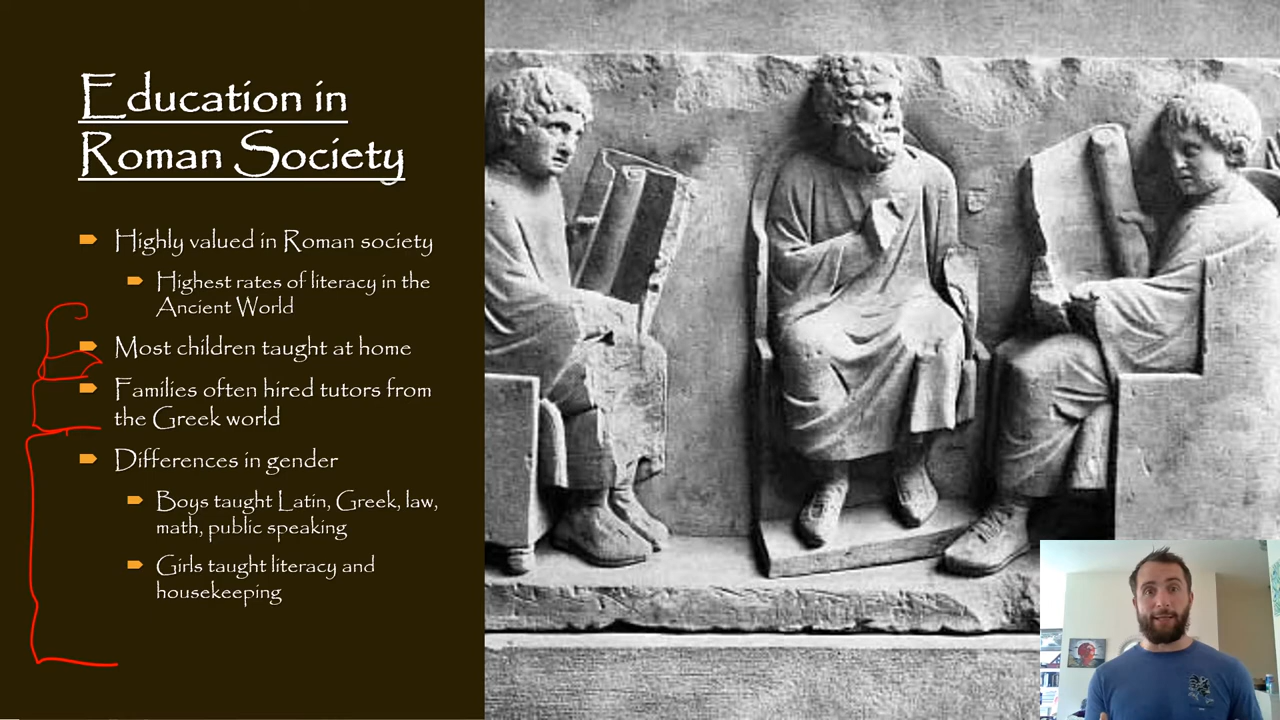 Education in
Roman Society
Highly valued in Roman society
Highest rates of literacy in the
Ancient World
Most children taught at home
Families often hired tutors from
the Greek world
Differences in gender
Boys taught Latin, Greek, law,
math, public speaking
Girls taught literacy and
housekeeping